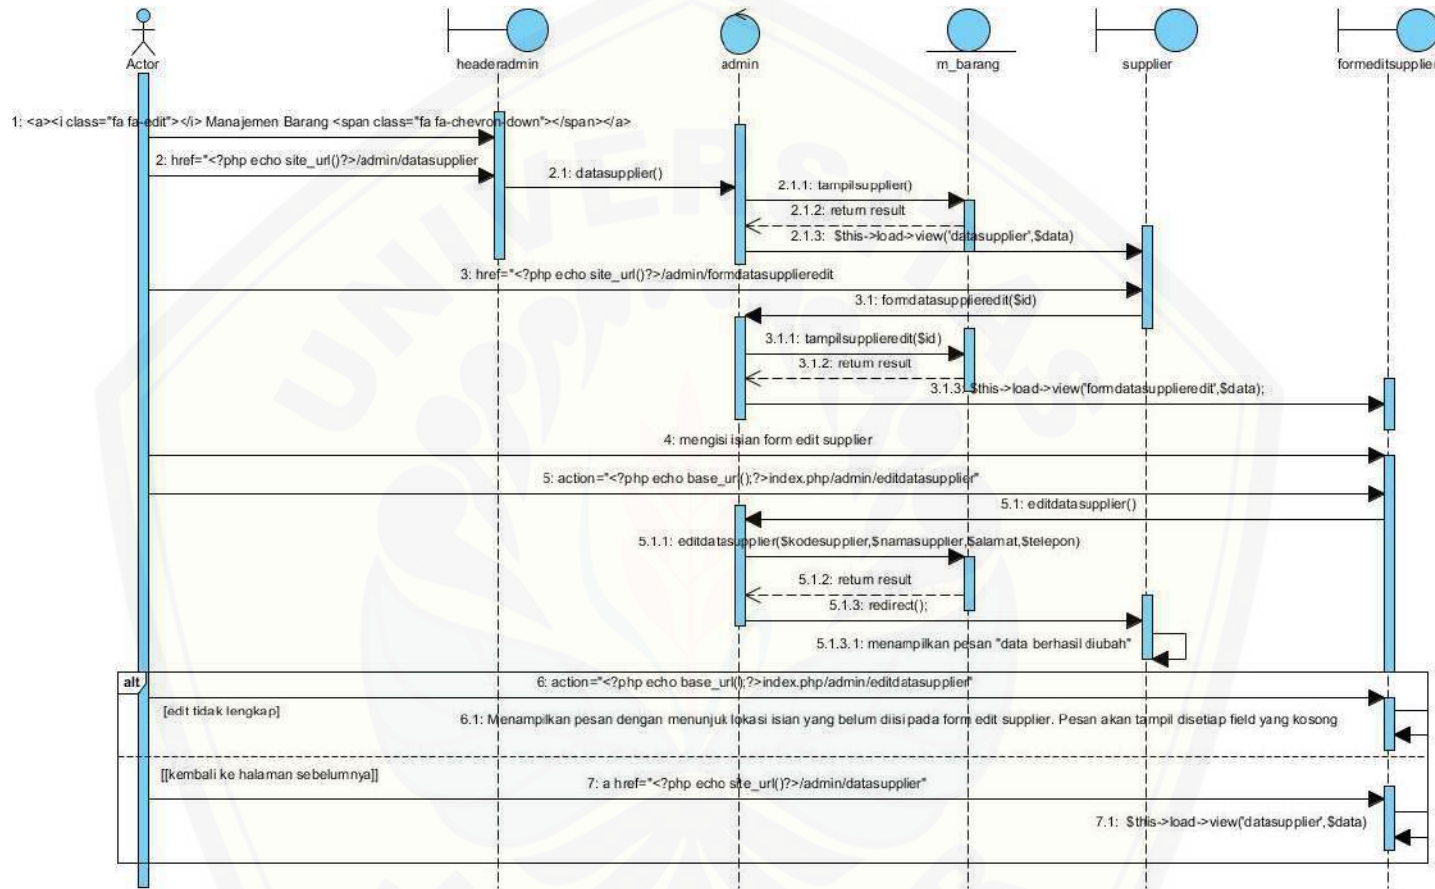 Actor
headeradmin
admin
m_barang
supplier
formeditsupplier
1: <a><i class="fa fa-edit"></i> Manajemen Barang <span class="fa fa-chevron-down"></span></a>
2: href="<?php echo site_url()?>/admin/datasupplier
2.1: datasupplier()
2.1.1: tampilsupplier()
2.1.2: return result
2.1.3: $this->load->view('datasupplier',$data)
3: href="<?php echo site_url()?>/admin/formdatasupplieredit
3.1: formdatasupplieredit($id)
3.1.1: tampilsupplieredit($id)
3.1.2: return result
3.1.3: $this->load->view('formdatasupplieredit',$data);
4: mengisi isian form edit supplier
5: action="<?php echo base_url();?>index.php/admin/editdatasupplier"
5.1: editdatasupplier()
5.1.1: editdatasupplier($kodesupplier,$namasupplier,$alamat,$telepon)
5.1.2: return result
5.1.3: redirect();
5.1.3.1: menampilkan pesan "data berhasil diubah"
alt
6: action="<?php echo base_url();?>index.php/admin/editdatasupplier"
[edit tidak lengkap]
6.1: Menampilkan pesan dengan menunjuk lokasi isian yang belum diisi pada form edit supplier. Pesan akan tampil disetiap field yang kosong
[[kembali ke halaman sebelumnya]]
7: a href="<?php echo site_url()?>/admin/datasupplier"
7.1: $this->load->view('datasupplier',$data)
UNIVERSITAS